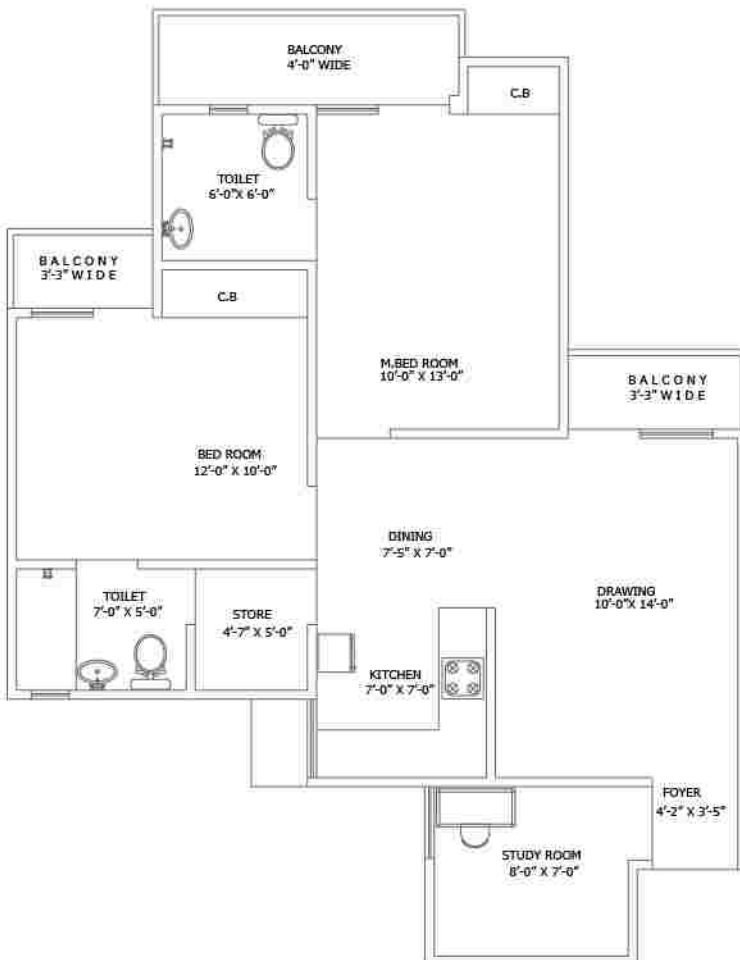 BALCONY
4'-0" WIDE
C.B
TOILET
6'-0"X 6'-0"
BALCONY
3'-3" WIDE
C.B
M.BED ROOM
10'-0" X 13'-0"
BALCONY
3'-3" WIDE
BED ROOM
12'-0" X 10'-0"
DINING
7'-5" X 7'-0"
TOILET
7'-0" X 5'-0"
STORE
4'-7" X 5'-0"
DRAWING
10'-0"X 14'-0"
KITCHEN
7'-0" X 7'-0"
FOYER
4'-2" X 3'-5"
STUDY ROOM
8'-0" X 7'-0"